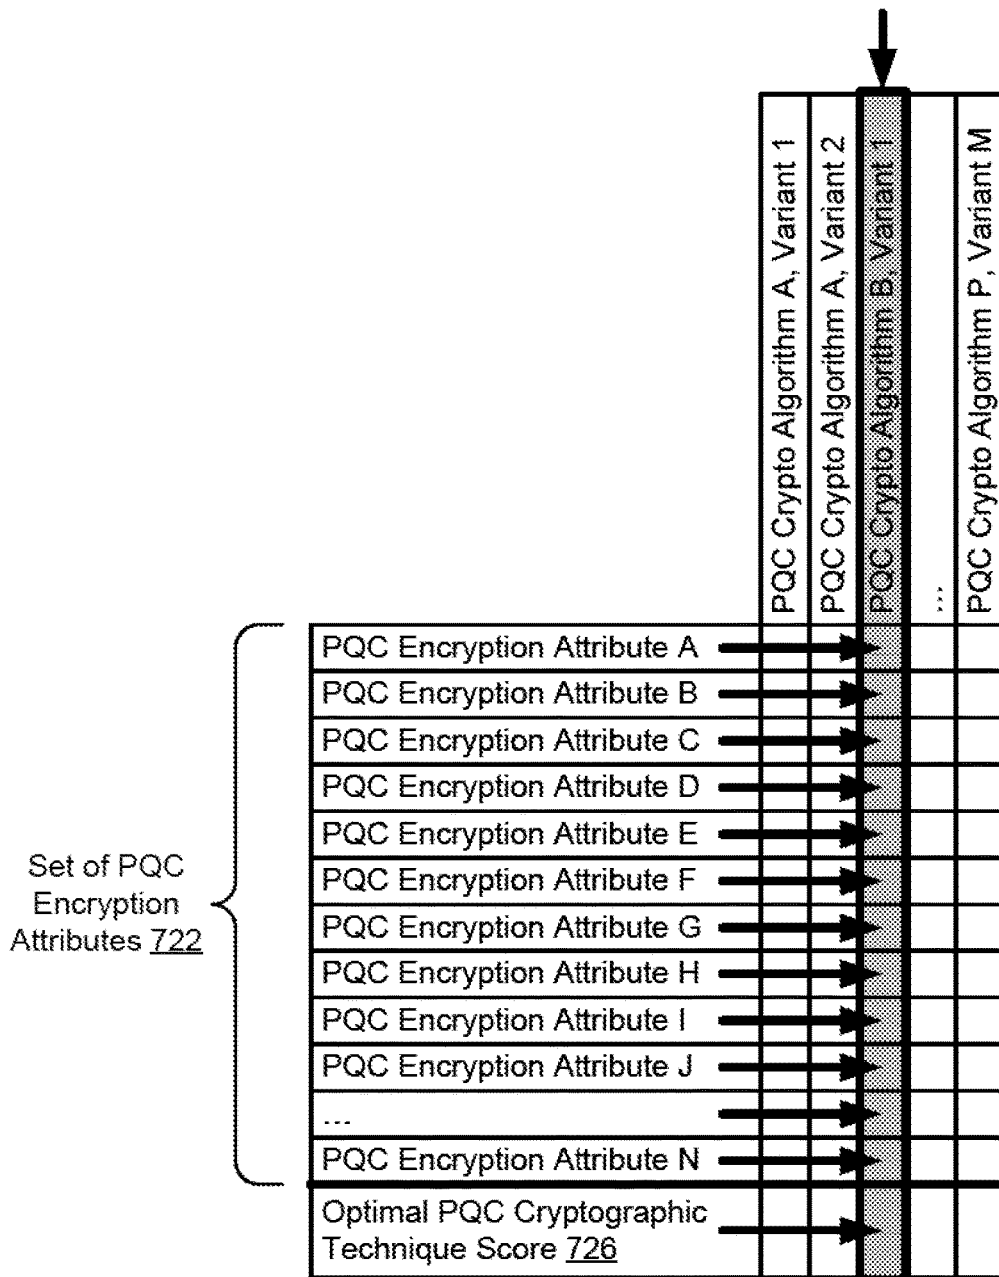 PQC Crypto Algorithm A, Variant 1
PQC Crypto Algorithm A, Variant 2
PQC Crypto Algorithm B, Variant 1
...
PQC Crypto Algorithm P, Variant M
PQC Encryption Attribute A
PQC Encryption Attribute B
PQC Encryption Attribute C
PQC Encryption Attribute D
PQC Encryption Attribute E
PQC Encryption Attribute F
PQC Encryption Attribute G
PQC Encryption Attribute H
PQC Encryption Attribute I
PQC Encryption Attribute J
...
PQC Encryption Attribute N
Optimal PQC Cryptographic
Technique Score 726
Set of PQC
Encryption
Attributes 722